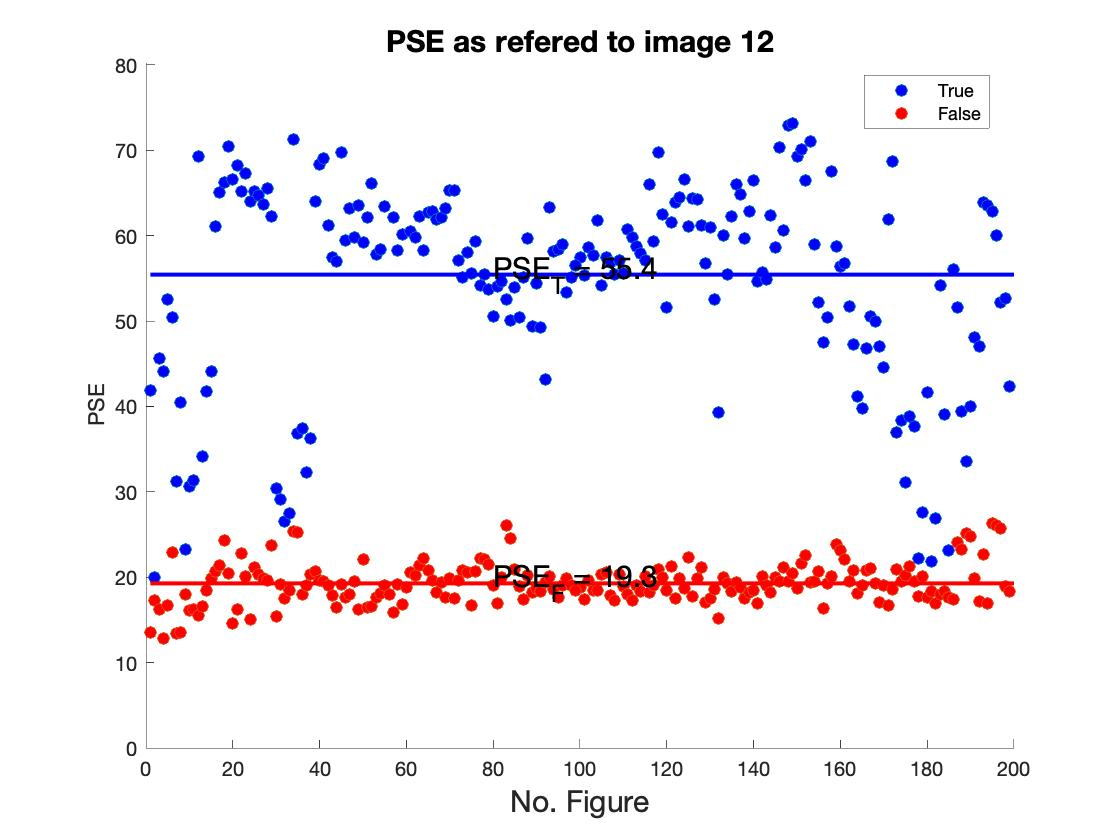 PSE as refered to image 12
True
False
80
70
60
50
40
30
20
10
0
PSE
PSE_T = 55.4
PSE_F = 19.3
0 20 40 60 80 100 120 140 160 180 200
No. Figure